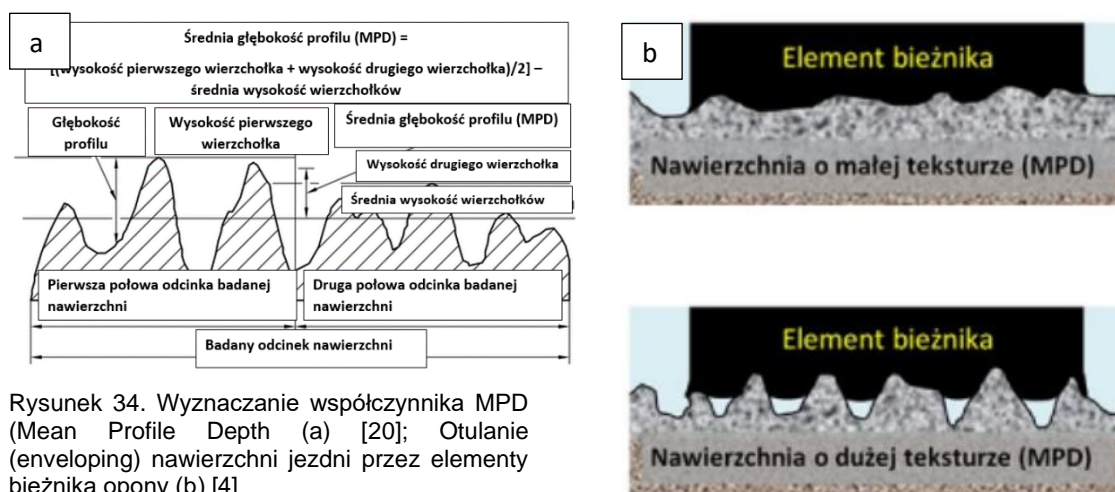 a
Średnia głębokość profilu (MPD) =
[(wysokość pierwszego wierzchołka + wysokość drugiego wierzchołka)/2] –
średnia wysokość wierzchołków
Głębokość
profilu
Wysokość pierwszego
wierzchołka
Średnia głębokość profilu (MPD)
Wysokość drugiego wierzchołka
Średnia wysokość wierzchołków
Pierwsza połowa odcinka badanej
nawierzchni
Druga połowa odcinka badanej
nawierzchni
Badany odcinek nawierzchni
Rysunek 34. Wyznaczanie współczynnika MPD
(Mean Profile Depth (a) [20]; Otulanie
(enveloping) nawierzchni jezdni przez elementy
bieżnika opony (b) [4]
b
Element bieżnika
Nawierzchnia o małej teksturze (MPD)
Element bieżnika
Nawierzchnia o dużej teksturze (MPD)